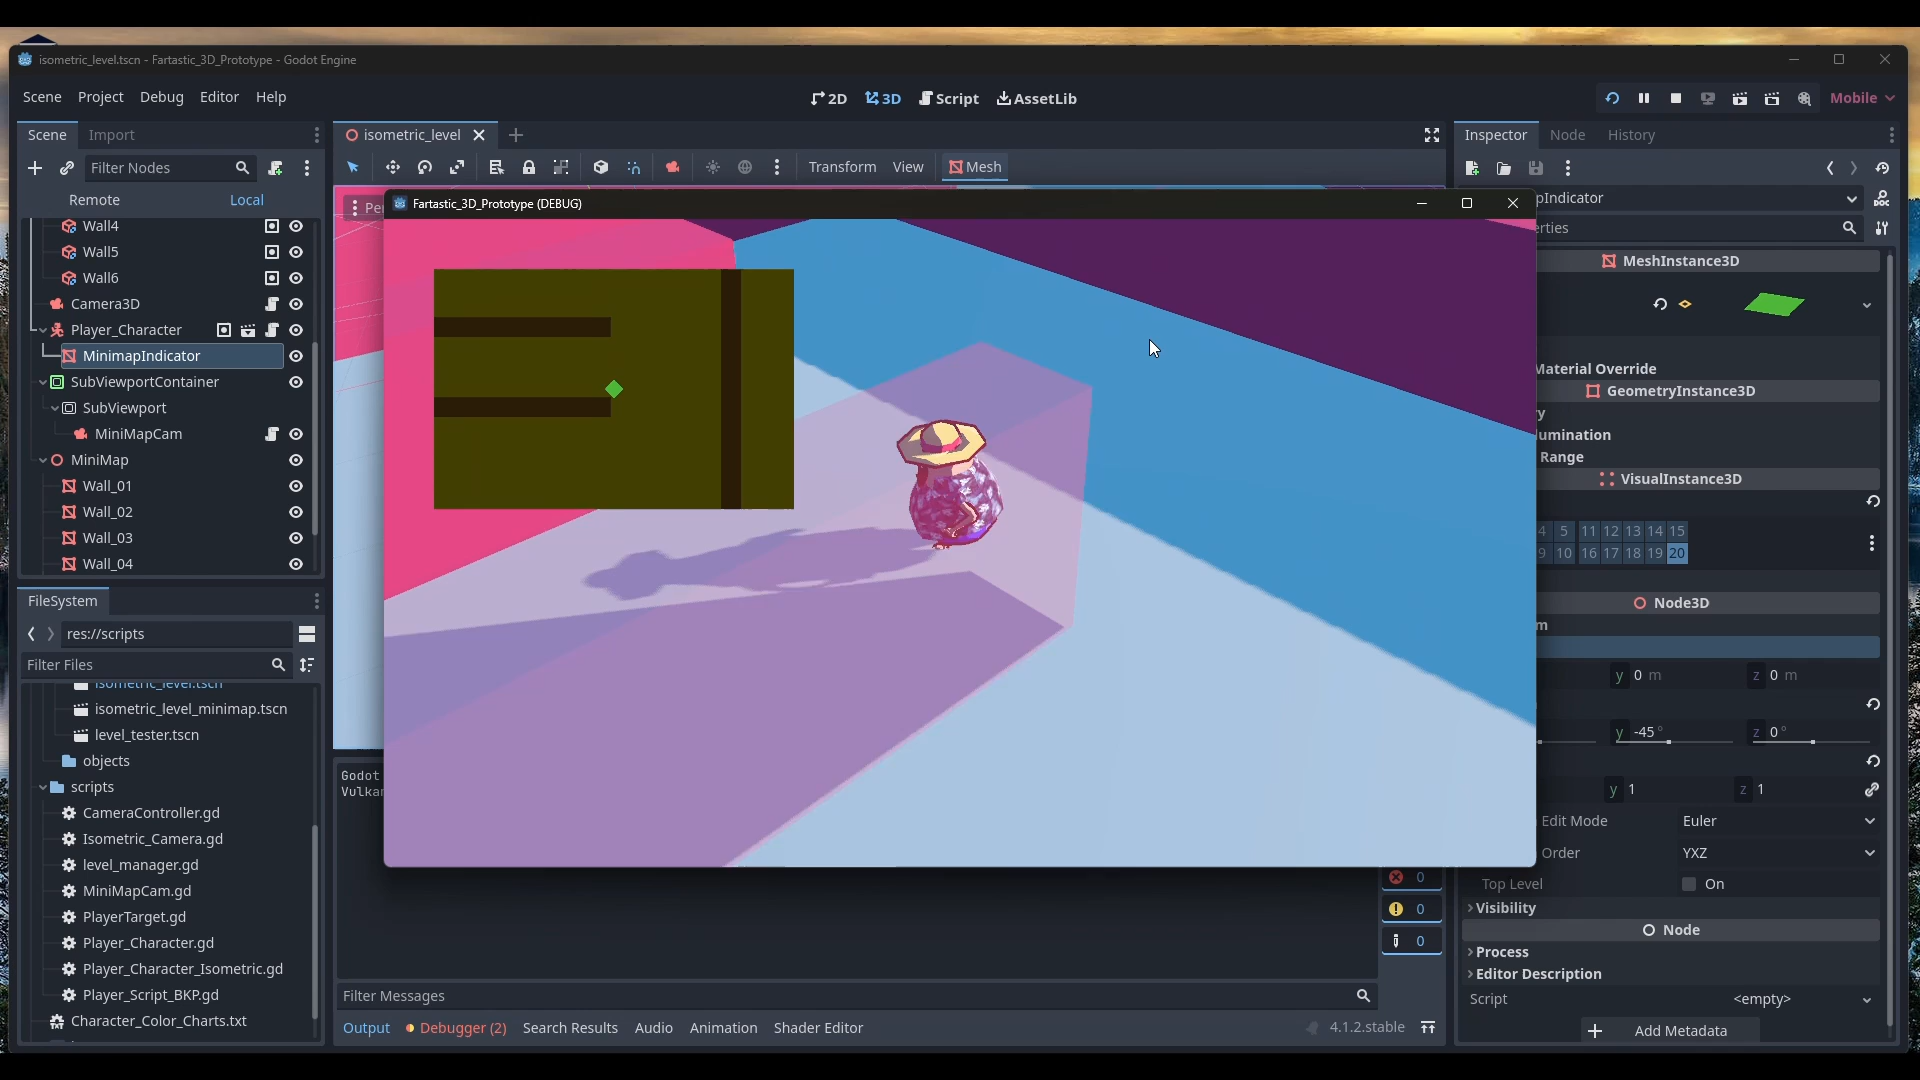 isometric_level.tscn - Fartastic_3D_Prototype - Godot Engine
Scene Project Debug Editor Help
2D 3D Script AssetLib
Mobile
Scene Import
isometric_level
Inspector Node History
Filter Nodes
Transform View Mesh
Remote Local
Fartastic_3D_Prototype (DEBUG)
Wall4
Wall5
Wall6
Camera3D
Player_Character
MinimapIndicator
SubViewportContainer
SubViewport
MiniMapCam
MiniMap
Wall_01
Wall_02
Wall_03
Wall_04
FileSystem
res://scripts
Filter Files
isometric_level.tscn
isometric_level_minimap.tscn
level_tester.tscn
objects
scripts
CameraController.gd
Isometric_Camera.gd
level_manager.gd
MiniMapCam.gd
PlayerTarget.gd
Player_Character.gd
Player_Character_Isometric.gd
Player_Script_BKP.gd
Character_Color_Charts.txt
Per
Godot
Vulkan
0
0
0
Filter Messages
Output Debugger (2) Search Results Audio Animation Shader Editor
4.1.2.stable
pIndicator
erties
MeshInstance3D
Material Override
GeometryInstance3D
y
umination
Range
VisualInstance3D
4 5 11 12 13 14 15
9 10 16 17 18 19 20
Node3D
m
y 0 m z 0 m
y -45 ° z 0 °
y 1 z 1
Edit Mode Euler
Order YXZ
Top Level On
Visibility
Node
Process
Editor Description
Script <empty>
Add Metadata